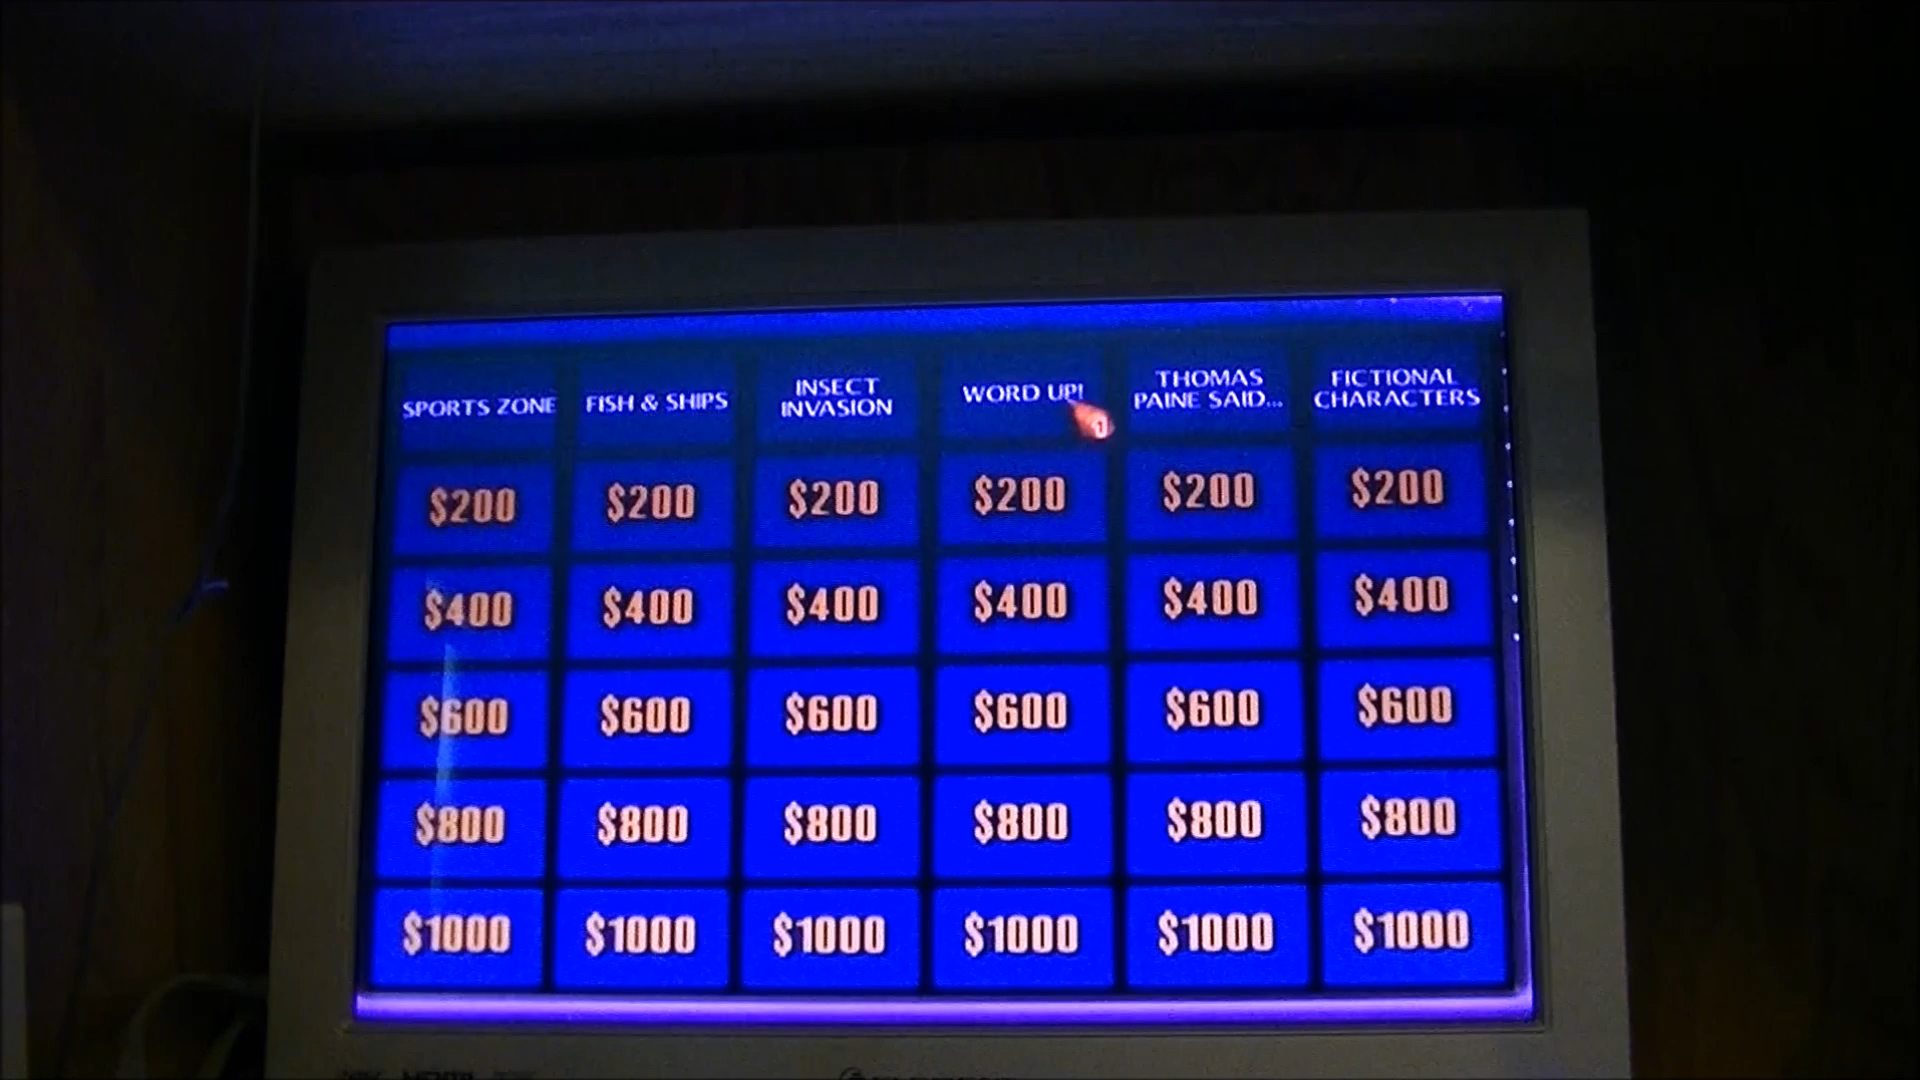 SPORTS ZONE
FISH & SHIPS
INSECT
INVASION
WORD UP!
THOMAS
PAINE SAID...
FICTIONAL
CHARACTERS
1
$200 $200 $200 $200 $200 $200
$400 $400 $400 $400 $400 $400
$600 $600 $600 $600 $600 $600
$800 $800 $800 $800 $800 $800
$1000 $1000 $1000 $1000 $1000 $1000